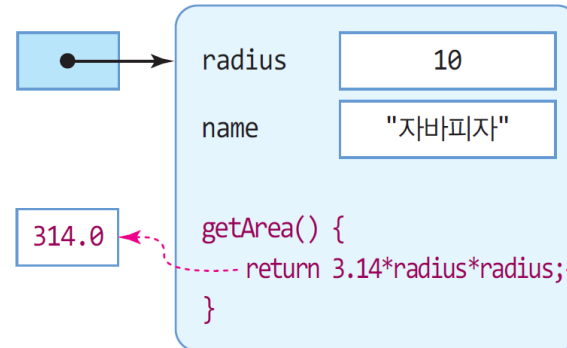 radius 10
name "자바피자"
314.0
getArea() {
return 3.14*radius*radius;
}